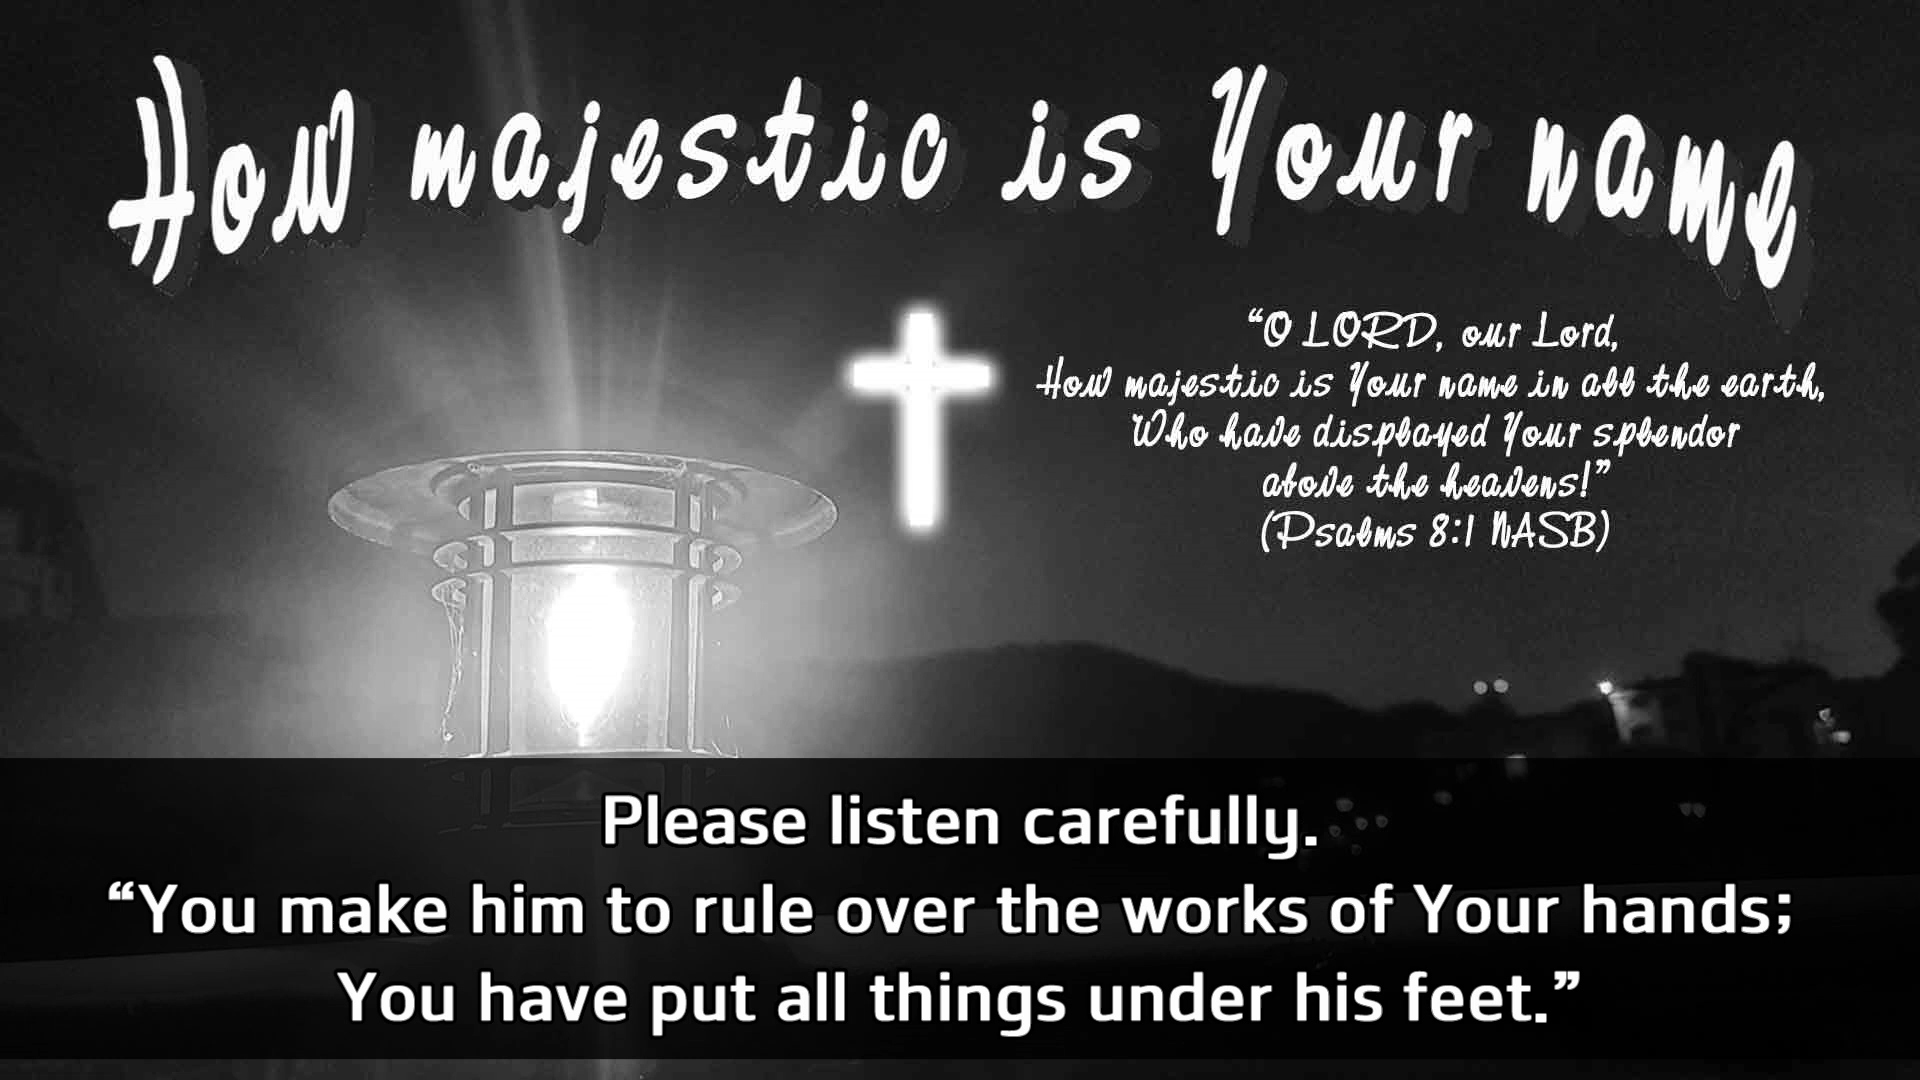 How majestic is Your name
“O LORD, our Lord,
How majestic is Your name in all the earth,
Who have displayed Your splendor
above the heavens!”
(Psalms 8:1 NASB)
Please listen carefully.
“You make him to rule over the works of Your hands;
You have put all things under his feet.”